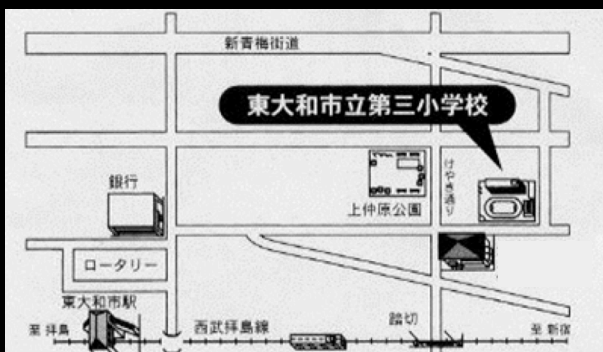 新青梅街道
東大和市立第三小学校
けやき通り
銀行
上仲原公園
ロータリー
東大和市駅
至 拝島
西武拝島線
踏切
至 新宿